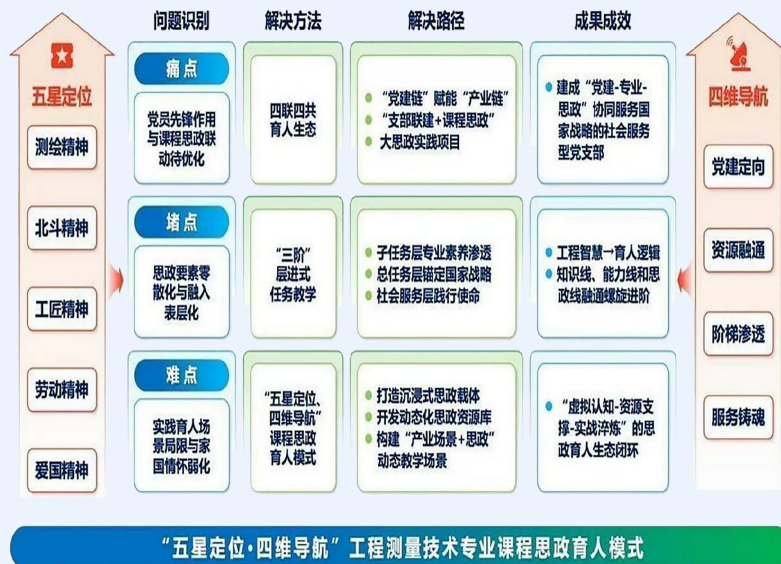 问题识别
解决方法
解决路径
成果成效
五星定位
测绘精神
北斗精神
工匠精神
劳动精神
爱国精神
痛点
党员先锋作用
与课程思政联
动待优化
四联四共
育人生态
“党建链”赋能“产业链”
“支部联建+课程思政”
大思政实践项目
建成“党建-专业-
思政”协同服务国
家战略的社会服务
型党支部
堵点
思政要素零
散化与融入
表层化
“三阶”
层进式
任务教学
子任务层专业素养渗透
总任务层锚定国家战略
社会服务层践行使命
工程智慧→育人逻辑
知识线、能力线和思
政线融通螺旋进阶
难点
实践育人场
景局限与家
国情怀弱化
“五星定位、
四维导航”
课程思政
育人模式
打造沉浸式思政载体
开发动态化思政资源库
构建“产业场景+思政”
动态教学场景
“虚拟认知-资源支
撑-实战淬炼”的思
政育人生态闭环
四维导航
党建定向
资源融通
阶梯渗透
服务铸魂
“五星定位·四维导航”工程测量技术专业课程思政育人模式